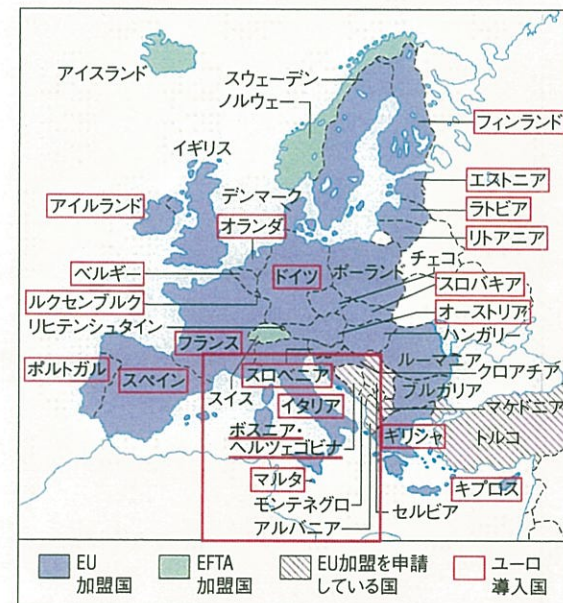 アイスランド
スウェーデン
ノルウェー
フィンランド
イギリス
エストニア
アイルランド
デンマーク
ラトビア
オランダ
リトアニア
ベルギー
ドイツ
ポーランド
チェコ
スロバキア
ルクセンブルク
オーストリア
リヒテンシュタイン
ハンガリー
フランス
ルーマニア
ポルトガル
スペイン
スイス
スロベニア
クロアチア
イタリア
ブルガリア
マケドニア
ボスニア・
ヘルツェゴビナ
ギリシャ
トルコ
マルタ
キプロス
モンテネグロ
セルビア
アルバニア
EU
加盟国
EFTA
加盟国
EU加盟を申請
している国
ユーロ
導入国